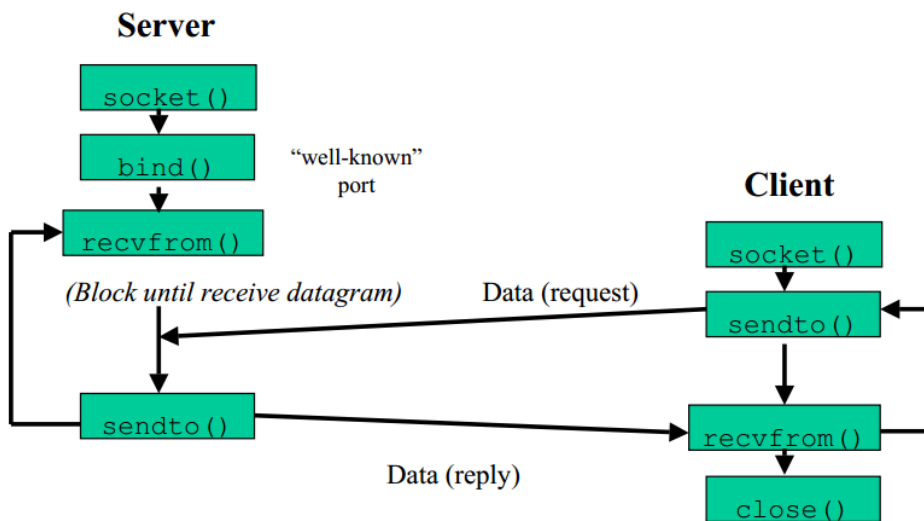 Server
socket()
bind()
“well-known”
port
recvfrom()
(Block until receive datagram)
sendto()
Client
socket()
Data (request)
sendto()
recvfrom()
Data (reply)
close()